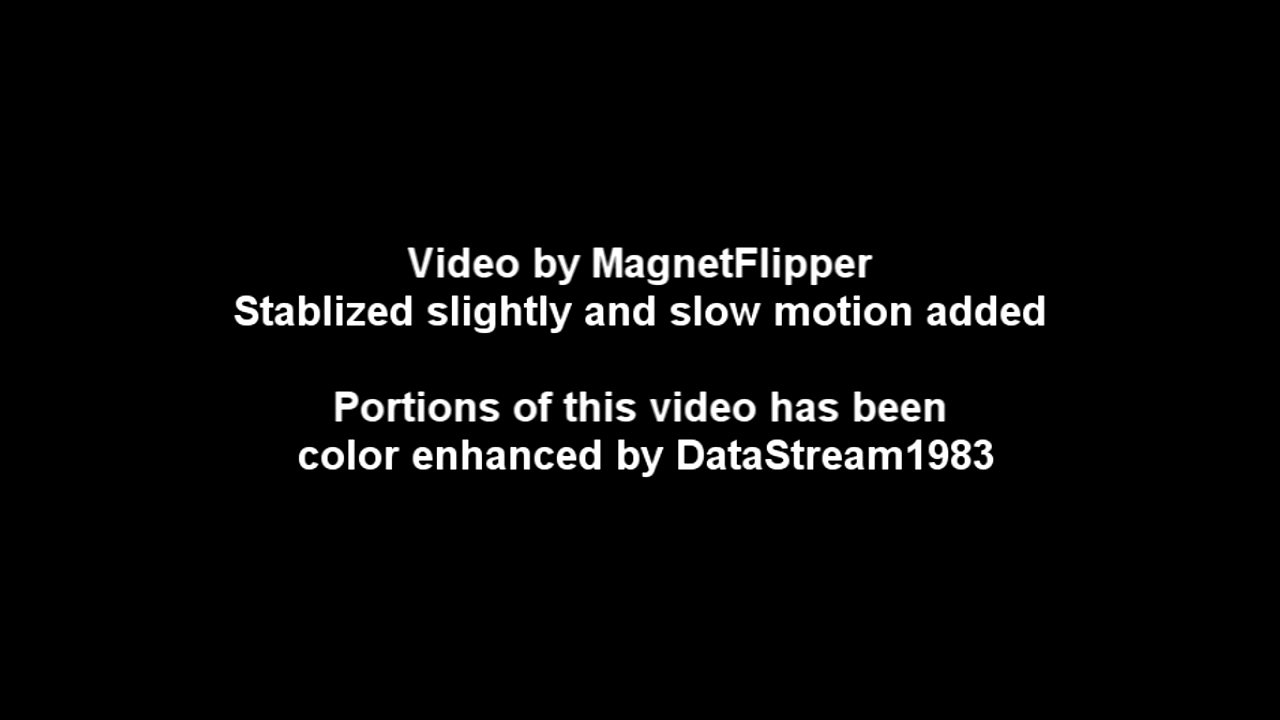 Video by MagnetFlipper
Stablized slightly and slow motion added
Portions of this video has been
color enhanced by DataStream1983